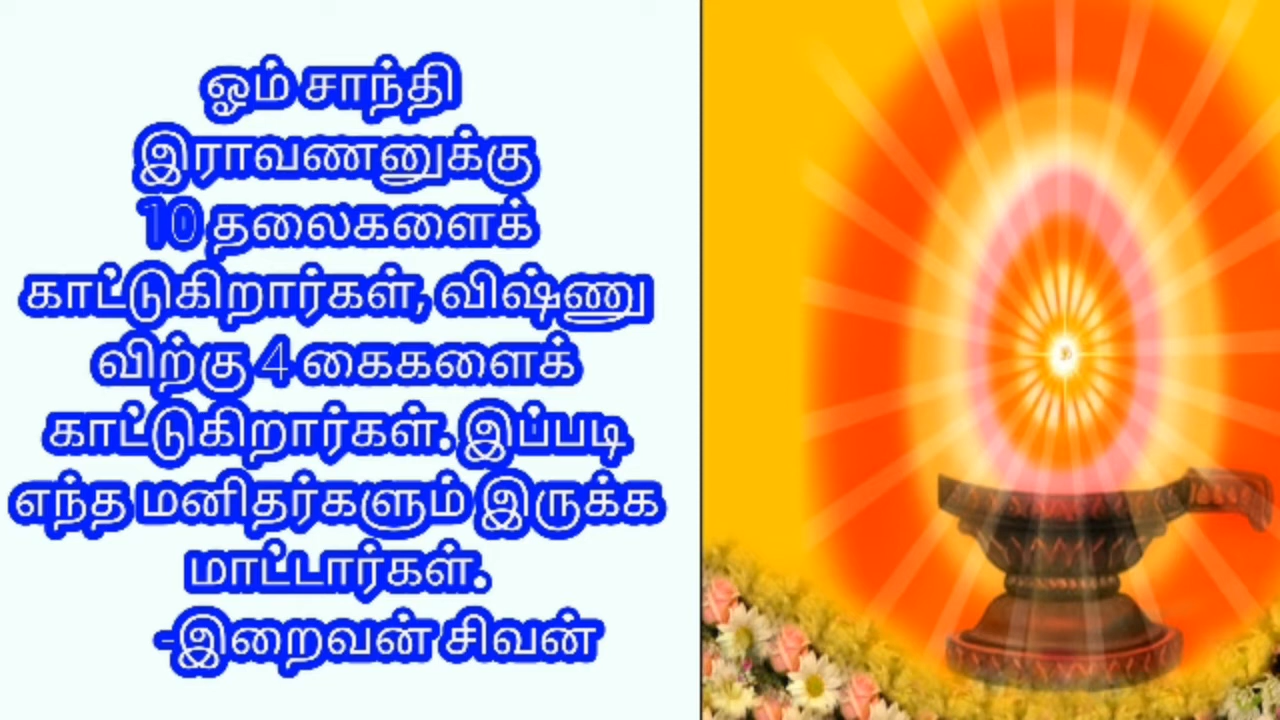 ஓம் சாந்தி
இராவணனுக்கு
10 தலைகளைக்
காட்டுகிறார்கள், விஷ்ணு
விற்கு 4 கைகளைக்
காட்டுகிறார்கள். இப்படி
எந்த மனிதர்களும் இருக்க
மாட்டார்கள்.
-இறைவன் சிவன்